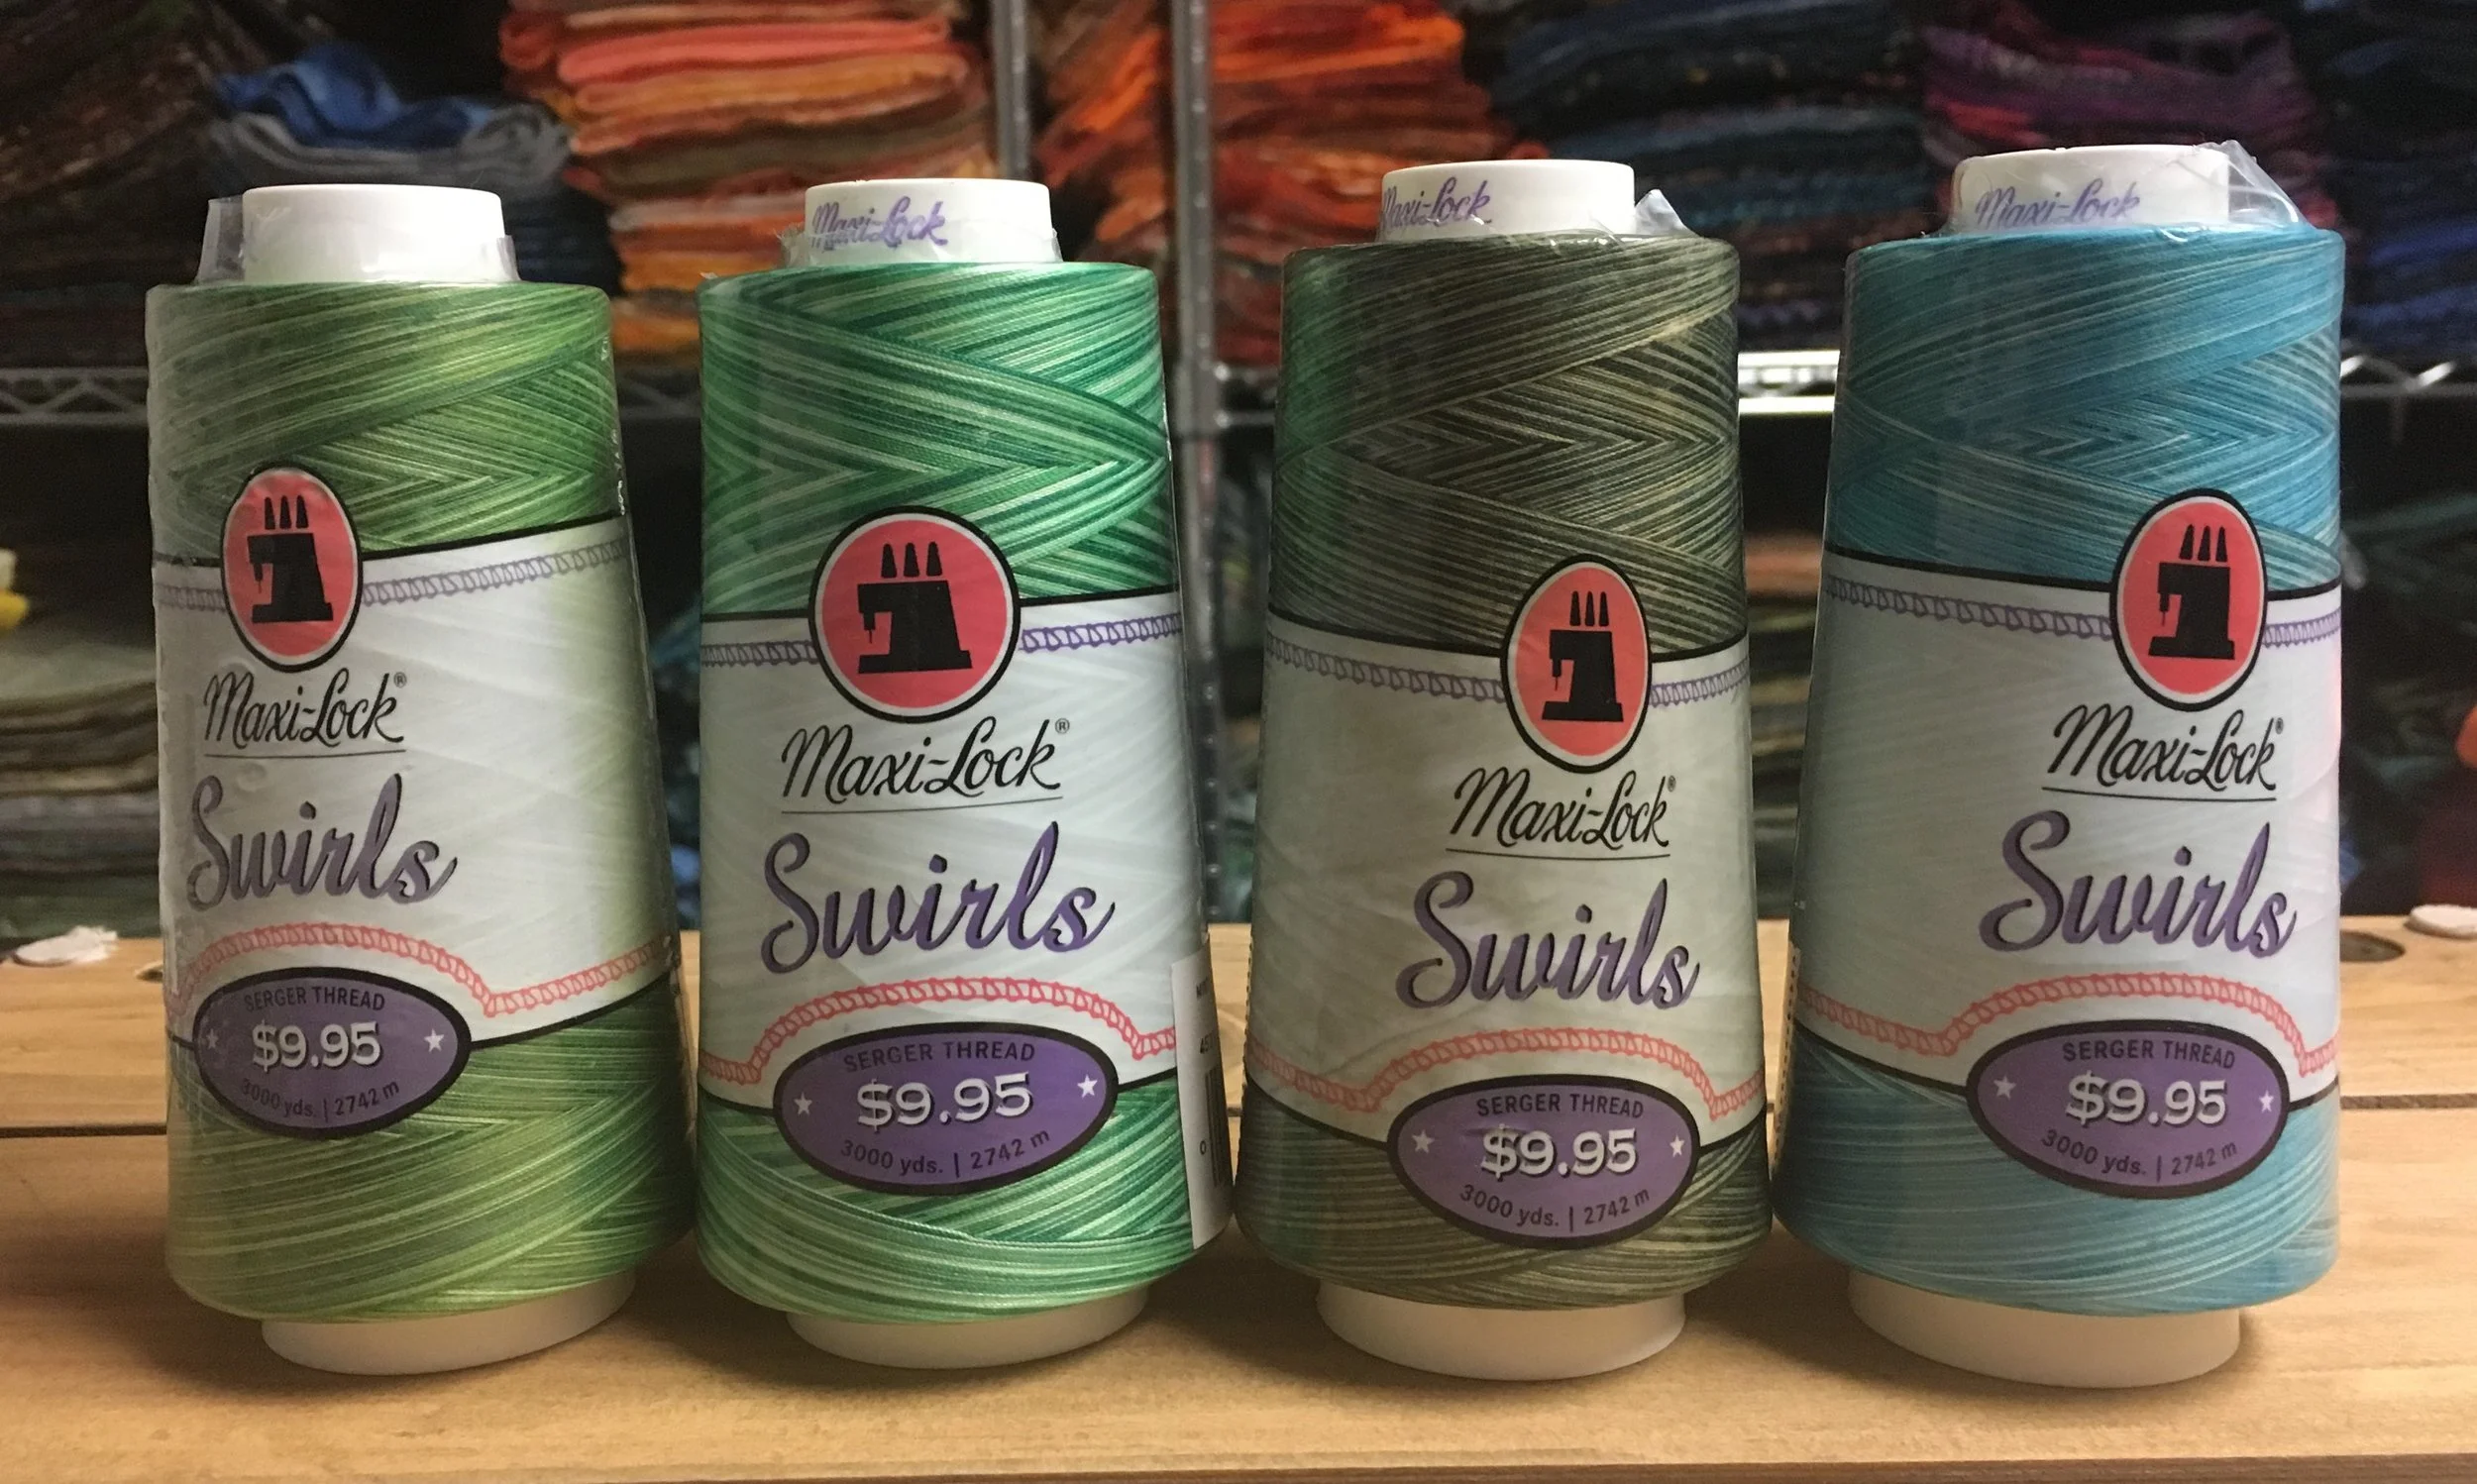 Maxi-Lock®
Swirls
SERGER THREAD
$9.95
3000 yds. | 2742 m
Maxi-Lock
Maxi-Lock®
Swirls
SERGER THREAD
$9.95
3000 yds. | 2742 m
Maxi-Lock
Maxi-Lock®
Swirls
SERGER THREAD
$9.95
3000 yds. | 2742 m
Maxi-Lock
Maxi-Lock®
Swirls
SERGER THREAD
$9.95
3000 yds. | 2742 m